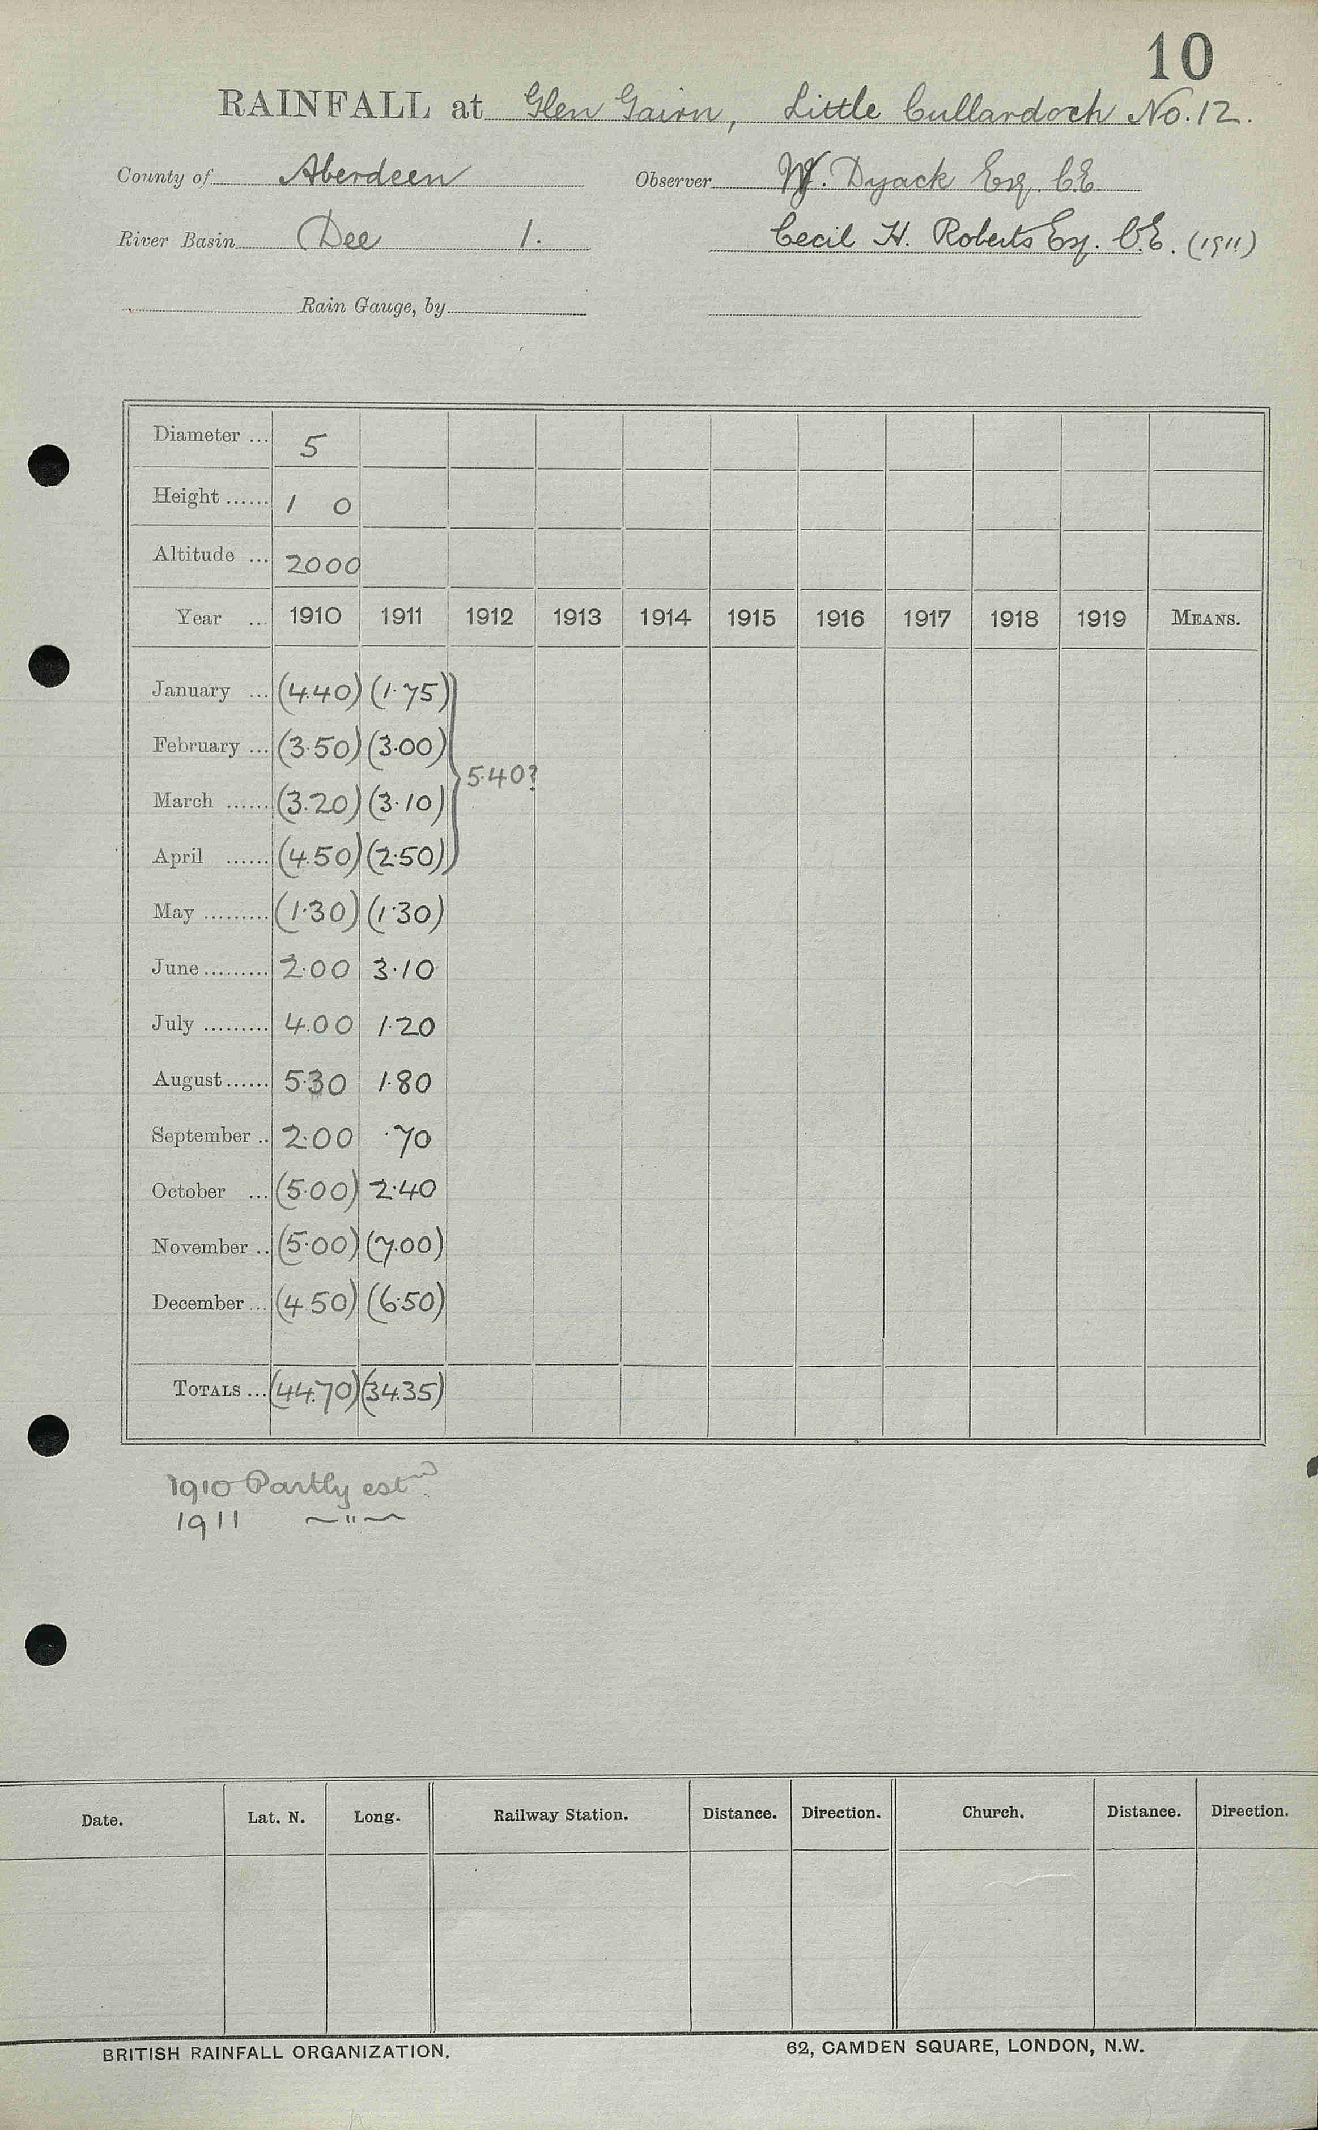 10
RAINFALL at Glen Gairn, Little Cullardoch No. 12.
County of Aberdeen Observer W. Dyack Esq. C.E
River Basin Dee 1. Cecil H. Roberts Esq. C.E. (1911)
Rain Gauge, by
Diameter ... 5
Height ...... 1 0
Altitude ... 2000
Year ... 1910 1911 1912 1913 1914 1915 1916 1917 1918 1919 MEANS.
January ... (4.40) (1.75)
February ... (3.50) (3.00)
5.40?
March ...... (3.20) (3.10)
April ...... (4.50) (2.50)
May ......... (1.30) (1.30)
June ......... 2.00 3.10
July ......... 4.00 1.20
August ...... 5.30 1.80
September .. 2.00 .70
October ... (5.00) 2.40
November .. (5.00) (7.00)
December ... (4.50) (6.50)
TOTALS ... (44.70) (34.35)
1910 Partly est<sup>d</sup>.
1911 — " —
Date. Lat. N. Long. Railway Station. Distance. Direction. Church. Distance. Direction.
BRITISH RAINFALL ORGANIZATION. 62, CAMDEN SQUARE, LONDON, N.W.